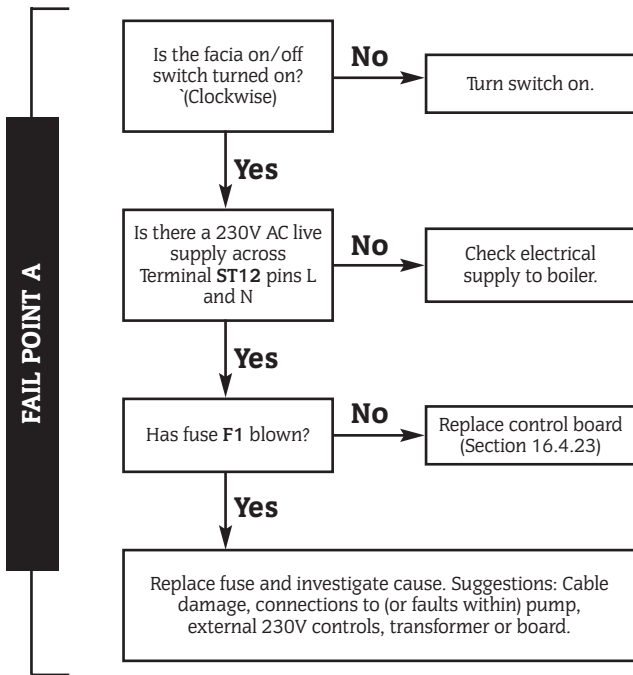 FAIL POINT A
Is the facia on/off
switch turned on?
`(Clockwise)
No
Turn switch on.
Yes
Is there a 230V AC live
supply across
Terminal ST12 pins L
and N
No
Check electrical
supply to boiler.
Yes
Has fuse F1 blown?
No
Replace control board
(Section 16.4.23)
Yes
Replace fuse and investigate cause. Suggestions: Cable
damage, connections to (or faults within) pump,
external 230V controls, transformer or board.